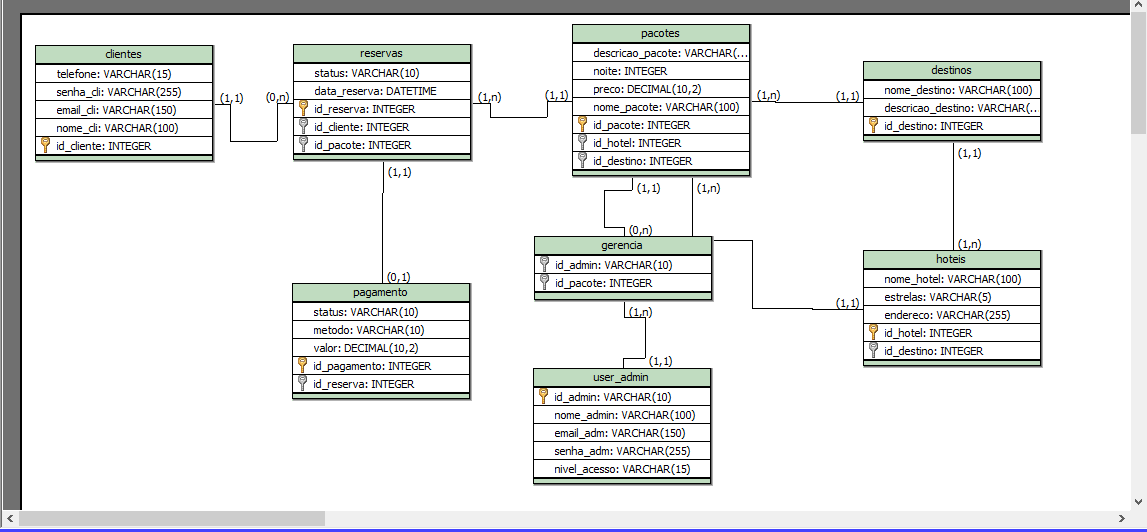 clientes
telefone: VARCHAR(15)
senha_cli: VARCHAR(255)
email_cli: VARCHAR(150)
nome_cli: VARCHAR(100)
id_cliente: INTEGER
(1,1)
(0,n)
reservas
status: VARCHAR(10)
data_reserva: DATETIME
id_reserva: INTEGER
id_cliente: INTEGER
id_pacote: INTEGER
(1,n)
(1,1)
(1,1)
(0,1)
pacotes
descricao_pacote: VARCHAR(...
noite: INTEGER
preco: DECIMAL(10,2)
nome_pacote: VARCHAR(100)
id_pacote: INTEGER
id_hotel: INTEGER
id_destino: INTEGER
(1,n)
(1,1)
(1,1)
(1,n)
(0,n)
destinos
nome_destino: VARCHAR(100)
descricao_destino: VARCHAR(...
id_destino: INTEGER
(1,1)
(1,n)
gerencia
id_admin: VARCHAR(10)
id_pacote: INTEGER
(1,n)
(1,1)
(1,1)
hoteis
nome_hotel: VARCHAR(100)
estrelas: VARCHAR(5)
endereco: VARCHAR(255)
id_hotel: INTEGER
id_destino: INTEGER
pagamento
status: VARCHAR(10)
metodo: VARCHAR(10)
valor: DECIMAL(10,2)
id_pagamento: INTEGER
id_reserva: INTEGER
user_admin
id_admin: VARCHAR(10)
nome_admin: VARCHAR(100)
email_adm: VARCHAR(150)
senha_adm: VARCHAR(255)
nivel_acesso: VARCHAR(15)